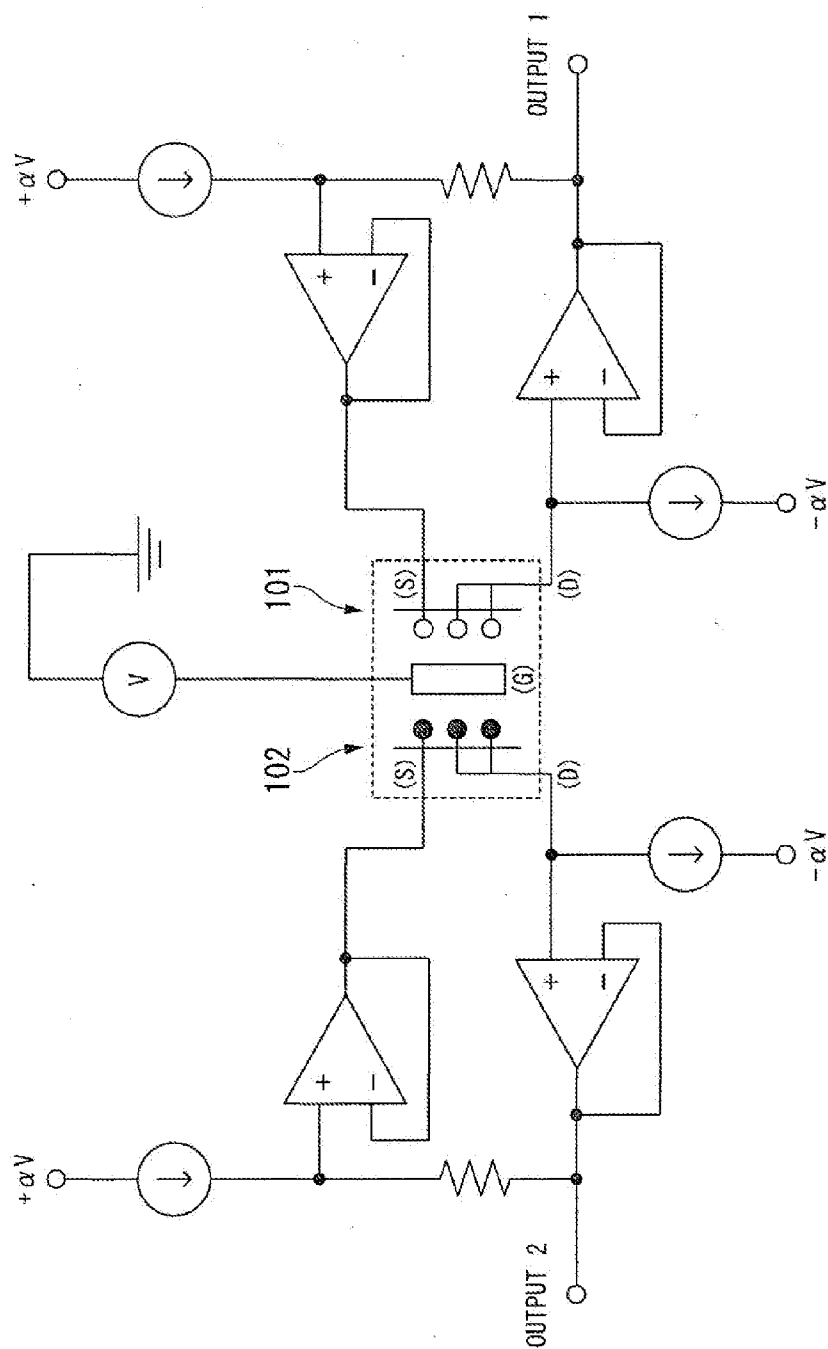 +αV
+αV
V
102
101
+
−
+
−
(S)
(S)
(G)
(D)
(D)
OUTPUT 2
OUTPUT 1
+
−
+
−
-αV
-αV